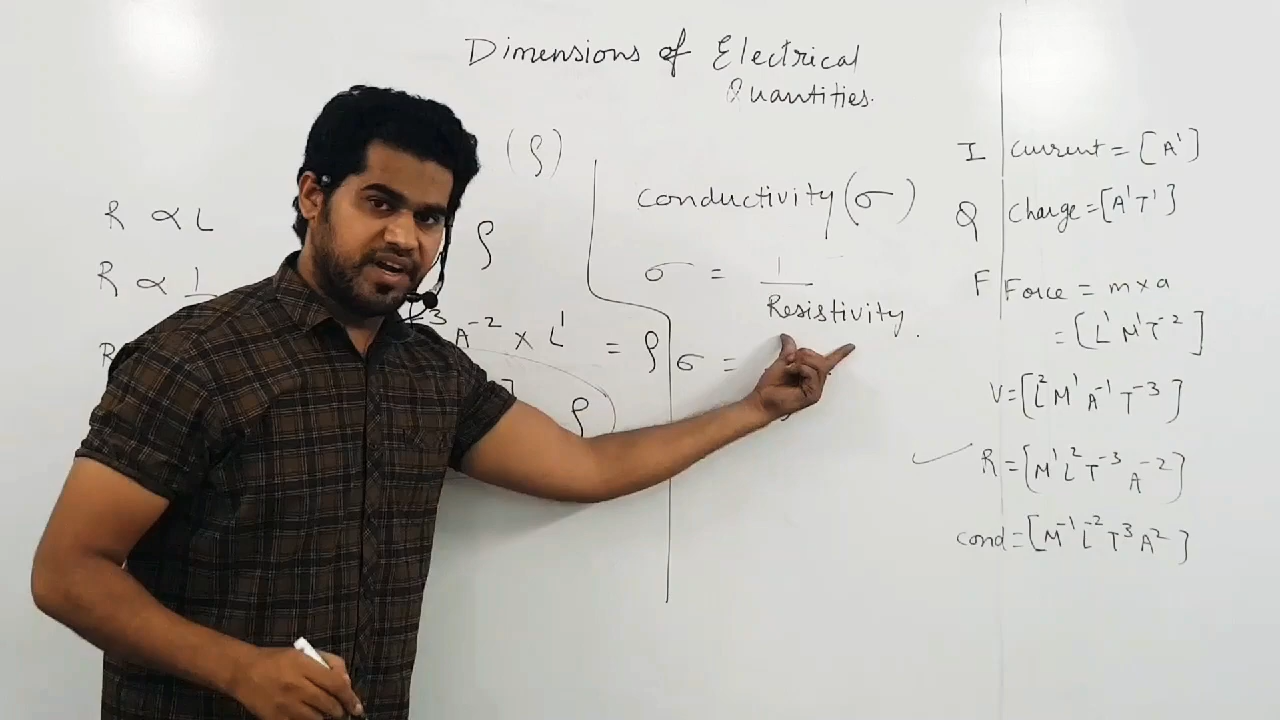 Dimensions of Electrical
Quantities.
(ρ)
R ∝ L
R ∝ 1
R
ρ
A⁻² × L¹ = ρ
ρ
Conductivity (σ)
σ = 1
Resistivity.
σ =
I Current = [A¹]
Q Charge = [A¹T¹]
F Force = m×a
= [L¹M¹T⁻²]
V = [L²M¹A⁻¹T⁻³]
R = [M¹L²T⁻³A⁻²]
cond = [M⁻¹L⁻²T³A²]